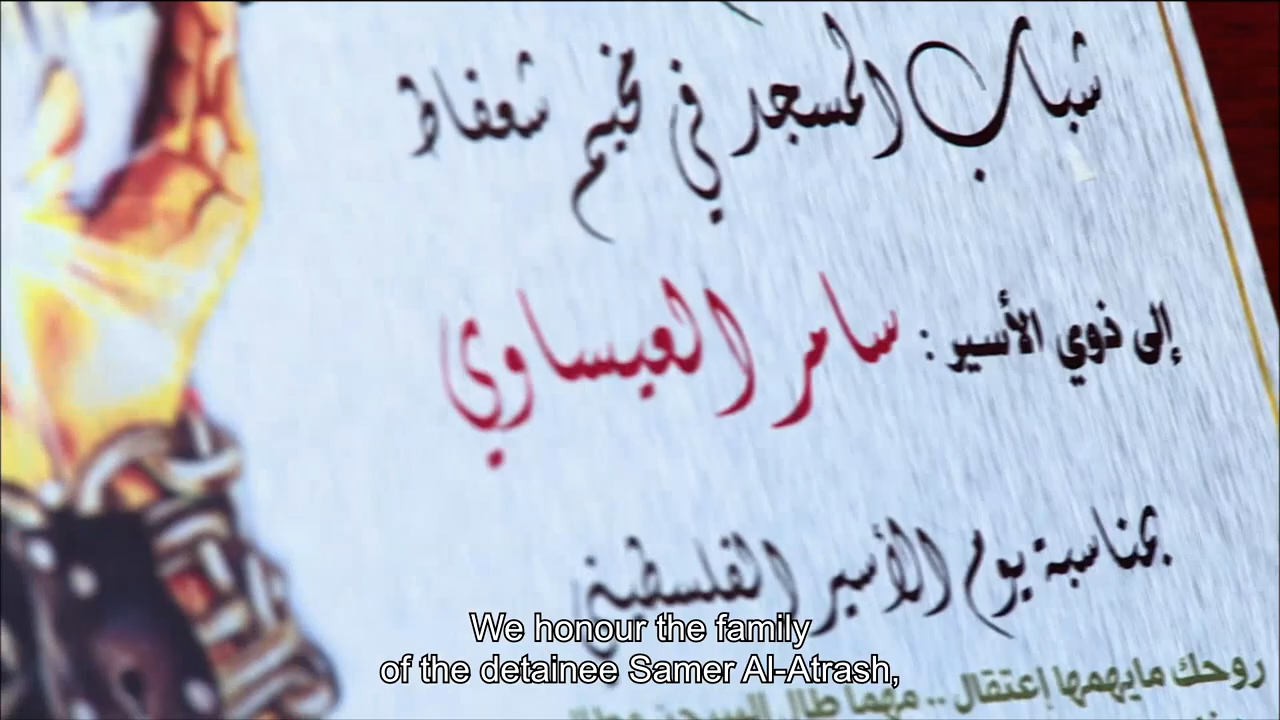 شباب المسجد في مخيم شعفاط
إلى ذوي الأسير : سامر العيساوي
بمناسبة يوم الأسير الفلسطيني
روحك مايهمها إعتقال .. مهما طال السجن
We honour the family
of the detainee Samer Al-Atrash,